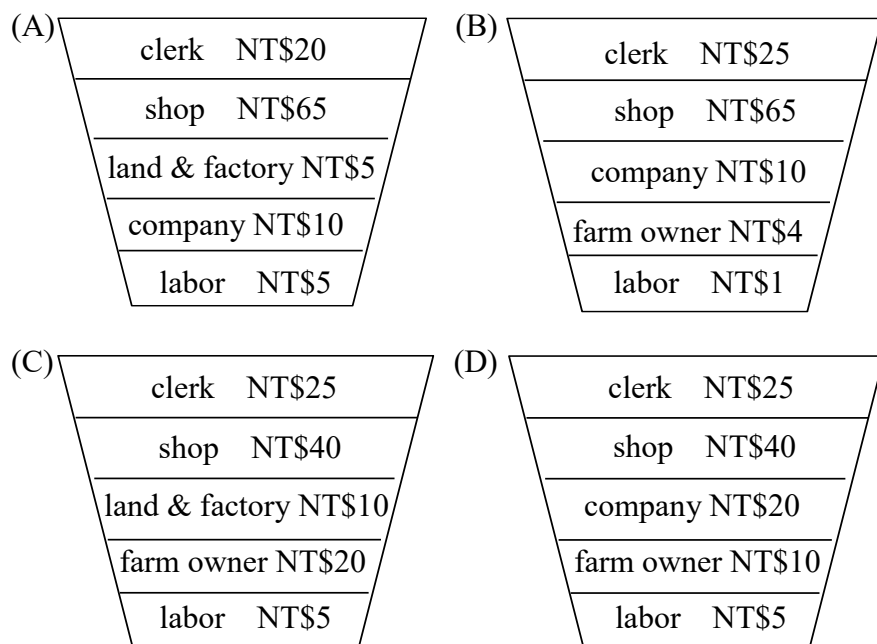 (A)
clerk NT$20
shop NT$65
land & factory NT$5
company NT$10
labor NT$5
(B)
clerk NT$25
shop NT$65
company NT$10
farm owner NT$4
labor NT$1
(C)
clerk NT$25
shop NT$40
land & factory NT$10
farm owner NT$20
labor NT$5
(D)
clerk NT$25
shop NT$40
company NT$20
farm owner NT$10
labor NT$5